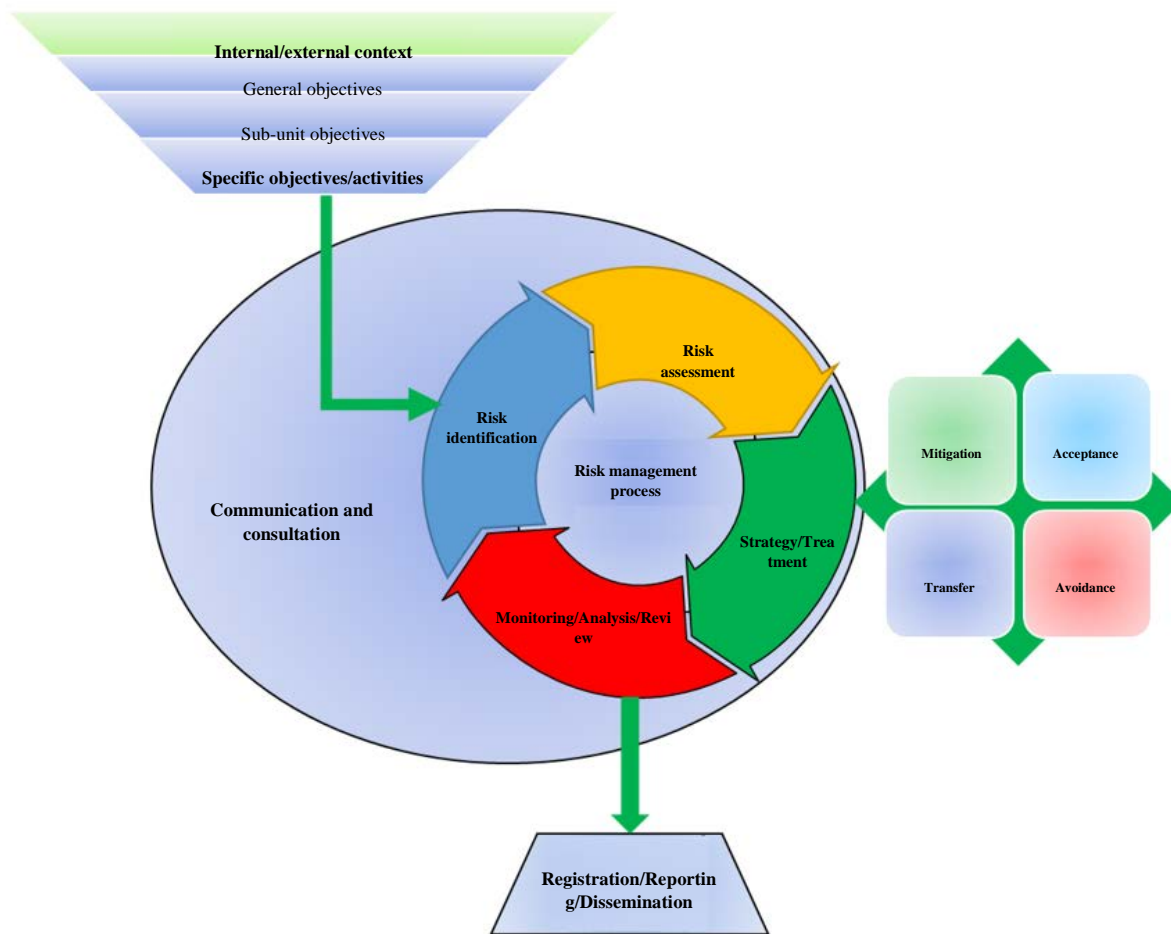 Internal/external context
General objectives
Sub-unit objectives
Specific objectives/activities
Risk
assessment
Risk
identification
Risk management
process
Communication and
consultation
Strategy/Trea
tment
Monitoring/Analysis/Revi
ew
Mitigation
Acceptance
Transfer
Avoidance
Registration/Reportin
g/Dissemination